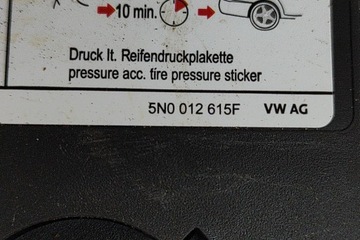 10 min.
Druck lt. Reifendruckplakette
pressure acc. tire pressure sticker
5N0 012 615F VW AG